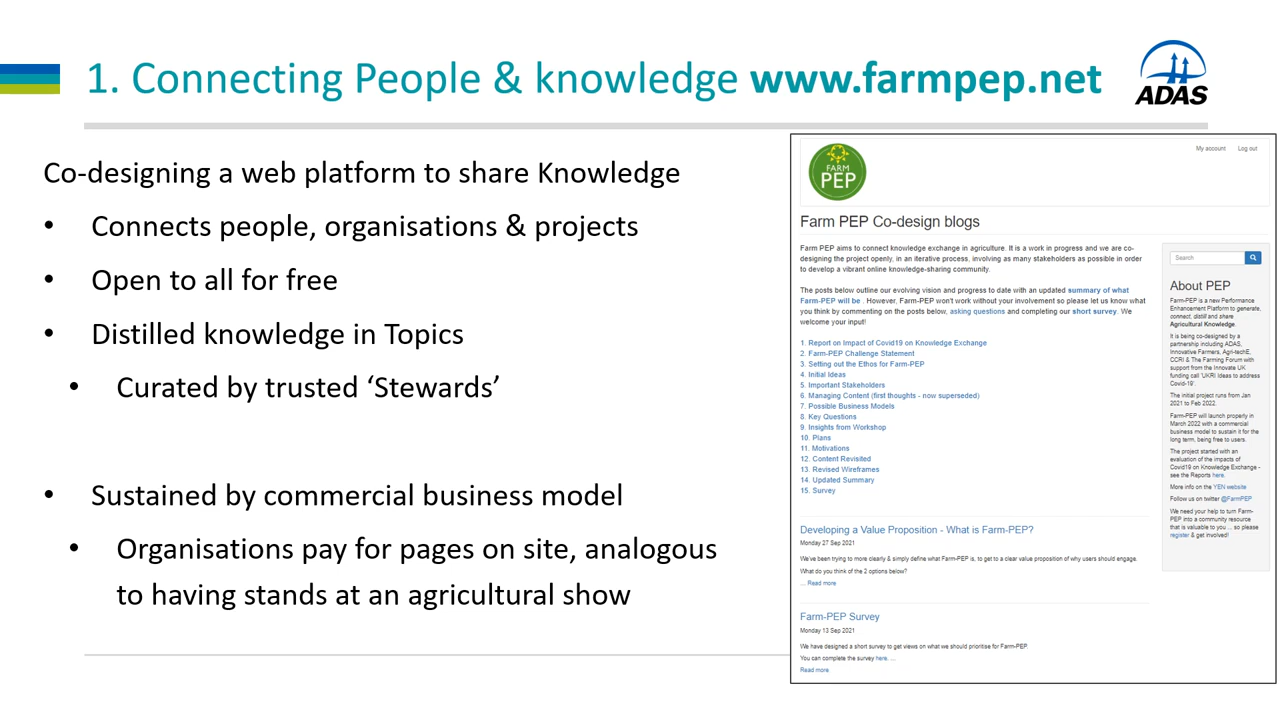 1. Connecting People & knowledge www.farmpep.net
ADAS
Co-designing a web platform to share Knowledge
• Connects people, organisations & projects
• Open to all for free
• Distilled knowledge in Topics
• Curated by trusted ‘Stewards’
• Sustained by commercial business model
• Organisations pay for pages on site, analogous
to having stands at an agricultural show
FARM
PEP
My account Log out
Farm PEP Co-design blogs
Farm PEP aims to connect knowledge exchange in agriculture. It is a work in progress and we are co-
designing the project openly, in an iterative process, involving as many stakeholders as possible in order
to develop a vibrant online knowledge-sharing community.
The posts below outline our evolving vision and progress to date with an updated summary of what
Farm-PEP will be . However, Farm-PEP won't work without your involvement so please let us know what
you think by commenting on the posts below, asking questions and completing our short survey. We
welcome your input!
1. Report on Impact of Covid19 on Knowledge Exchange
2. Farm-PEP Challenge Statement
3. Setting out the Ethos for Farm-PEP
4. Initial Ideas
5. Important Stakeholders
6. Managing Content (first thoughts - now superseded)
7. Possible Business Models
8. Key Questions
9. Insights from Workshop
10. Plans
11. Motivations
12. Content Revisited
13. Revised Wireframes
14. Updated Summary
15. Survey
Developing a Value Proposition - What is Farm-PEP?
Monday 27 Sep 2021
We've been trying to more clearly & simply define what Farm-PEP is, to get to a clear value proposition of why users should engage.
What do you think of the 2 options below?
... Read more
Farm-PEP Survey
Monday 13 Sep 2021
We have designed a short survey to get views on what we should prioritise for Farm-PEP
You can complete the survey here. ...
Read more
Search
About PEP
Farm-PEP is a new Performance
Enhancement Platform to generate,
connect, distill and share
Agricultural Knowledge.
It is being co-designed by a
partnership including ADAS,
Innovative Farmers, Agri-techE,
CCRI & The Farming Forum with
support from the Innovate UK
funding call 'UKRI Ideas to address
Covid-19'.
The initial project runs from Jan
2021 to Feb 2022.
Farm-PEP will launch properly in
March 2022 with a commercial
business model to sustain it for the
long term, being free to users.
The project started with an
evaluation of the impacts of
Covid19 on Knowledge Exchange -
see the Reports here.
More info on the YEN website
Follow us on twitter @FarmPEP
We need your help to turn Farm-
PEP into a community resource
that is valuable to you ... so please
register & get involved!